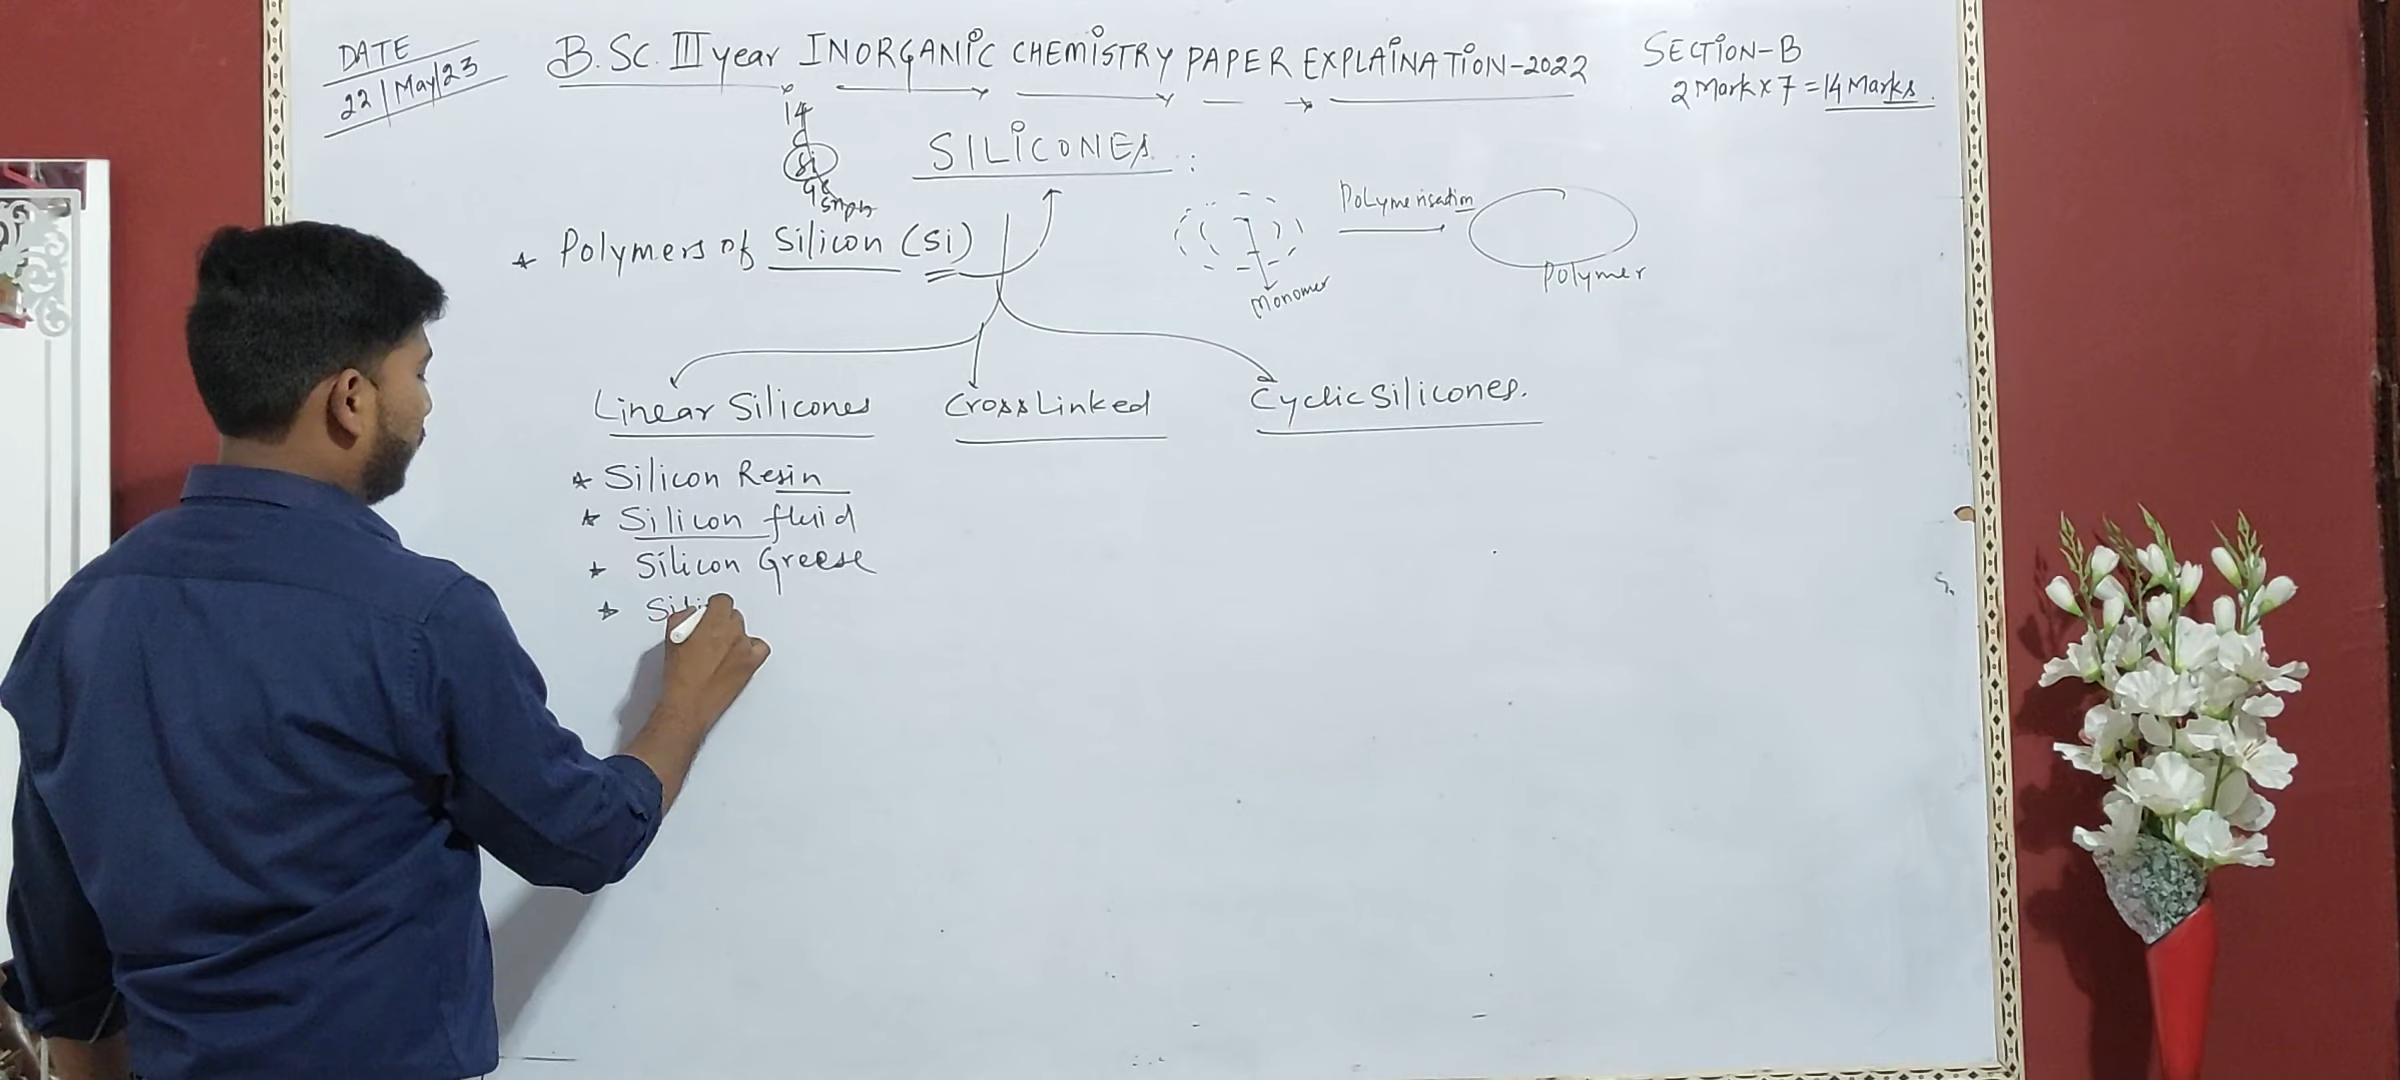 DATE
22/May/23
B.Sc. III year INORGANIC CHEMISTRY PAPER EXPLAINATION-2022
SECTION-B
2 Mark x 7 = 14 Marks.
14
Si
SILICONES :
* Polymers of Silicon (Si)
Polymerisation
Monomer
Polymer
Linear Silicones
Cross Linked
Cyclic Silicones.
* Silicon Resin
* Silicon fluid
* Silicon Greese
* Sili